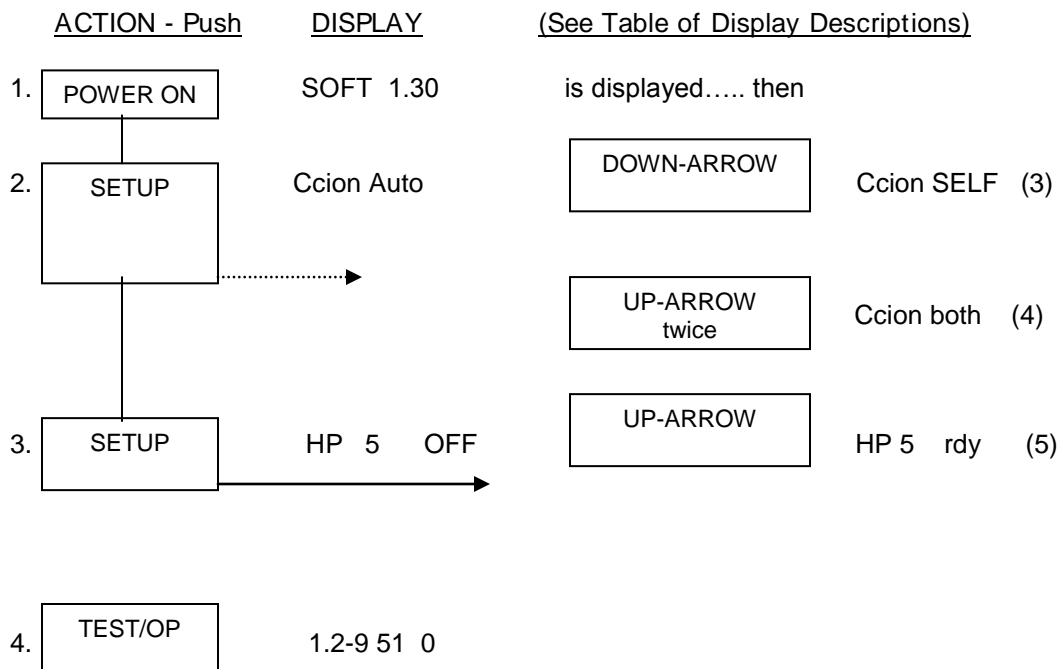 ACTION - Push DISPLAY (See Table of Display Descriptions)
1. POWER ON SOFT 1.30 is displayed….. then
2. SETUP Ccion Auto DOWN-ARROW Ccion SELF (3)
UP-ARROW
twice Ccion both (4)
3. SETUP HP 5 OFF UP-ARROW HP 5 rdy (5)
4. TEST/OP 1.2-9 51 0